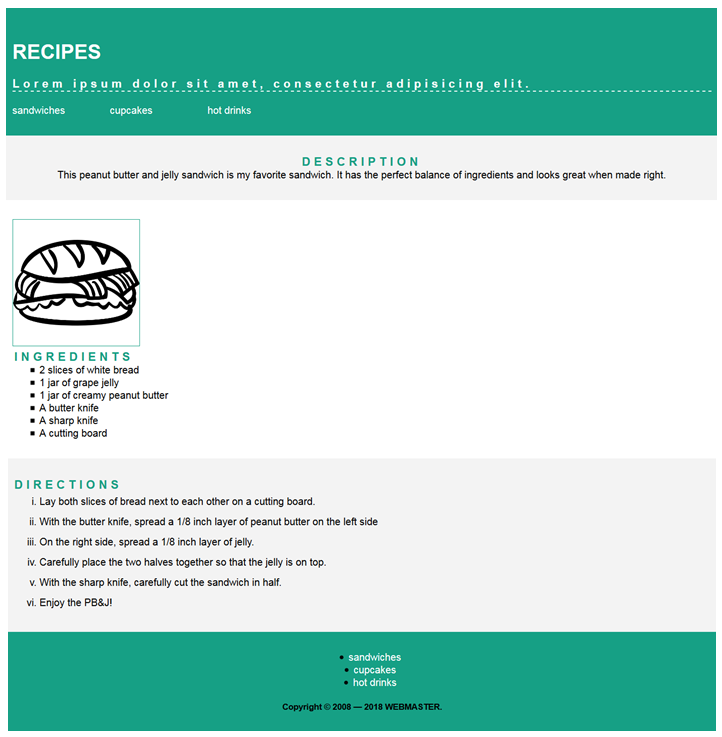 RECIPES
Lorem ipsum dolor sit amet, consectetur adipisicing elit.
sandwiches cupcakes hot drinks
DESCRIPTION
This peanut butter and jelly sandwich is my favorite sandwich. It has the perfect balance of ingredients and looks great when made right.
INGREDIENTS
▪ 2 slices of white bread
▪ 1 jar of grape jelly
▪ 1 jar of creamy peanut butter
▪ A butter knife
▪ A sharp knife
▪ A cutting board
DIRECTIONS
i. Lay both slices of bread next to each other on a cutting board.
ii. With the butter knife, spread a 1/8 inch layer of peanut butter on the left side
iii. On the right side, spread a 1/8 inch layer of jelly.
iv. Carefully place the two halves together so that the jelly is on top.
v. With the sharp knife, carefully cut the sandwich in half.
vi. Enjoy the PB&J!
• sandwiches
• cupcakes
• hot drinks
Copyright © 2008 — 2018 WEBMASTER.